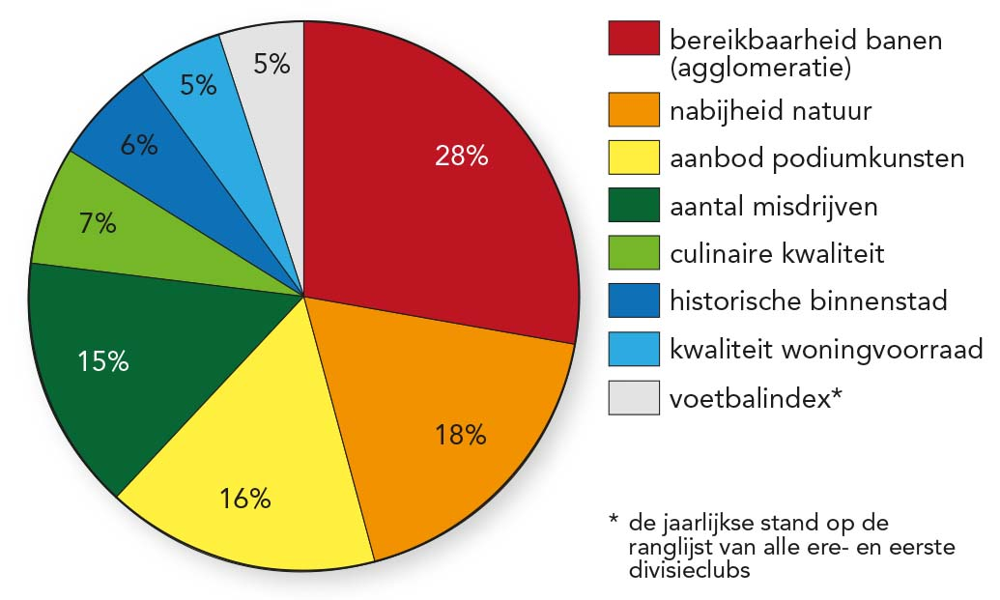 28%
18%
16%
15%
7%
6%
5%
5%
bereikbaarheid banen
(agglomeratie)
nabijheid natuur
aanbod podiumkunsten
aantal misdrijven
culinaire kwaliteit
historische binnenstad
kwaliteit woningvoorraad
voetbalindex*
* de jaarlijkse stand op de
ranglijst van alle ere- en eerste
divisieclubs